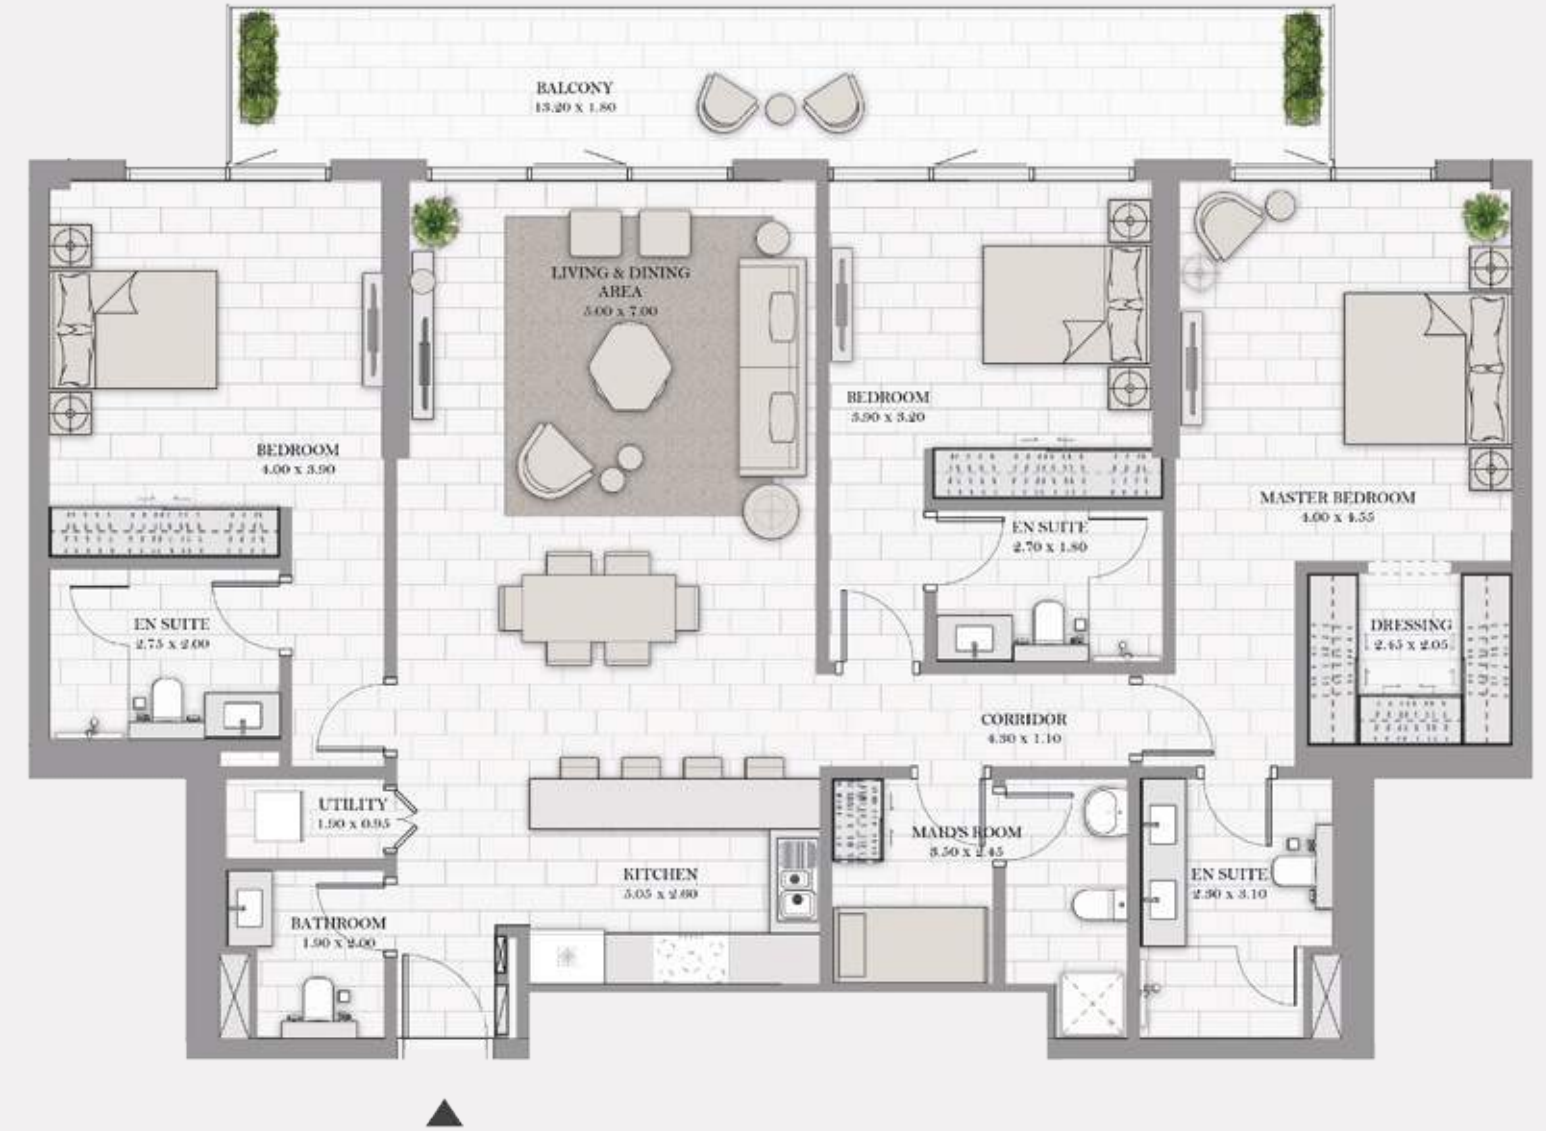 BALCONY
13.20 x 1.80
LIVING & DINING
AREA
5.00 x 7.00
BEDROOM
3.90 x 3.20
BEDROOM
4.00 x 3.90
MASTER BEDROOM
4.00 x 4.55
EN SUITE
2.70 x 1.80
EN SUITE
2.75 x 2.00
DRESSING
2.45 x 2.05
CORRIDOR
4.30 x 1.10
UTILITY
1.90 x 0.95
MAID'S ROOM
3.50 x 2.45
KITCHEN
5.05 x 2.60
EN SUITE
2.30 x 3.10
BATHROOM
1.90 x 2.00